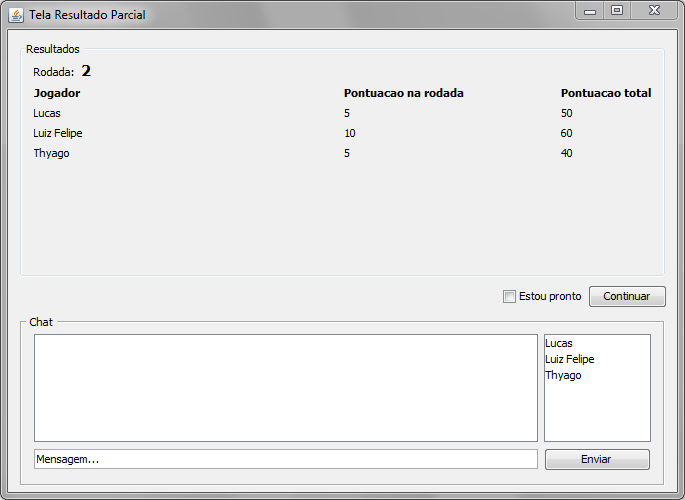 Tela Resultado Parcial
Resultados
Rodada: 2
Jogador Pontuacao na rodada Pontuacao total
Lucas 5 50
Luiz Felipe 10 60
Thyago 5 40
Estou pronto Continuar
Chat
Lucas
Luiz Felipe
Thyago
Mensagem... Enviar